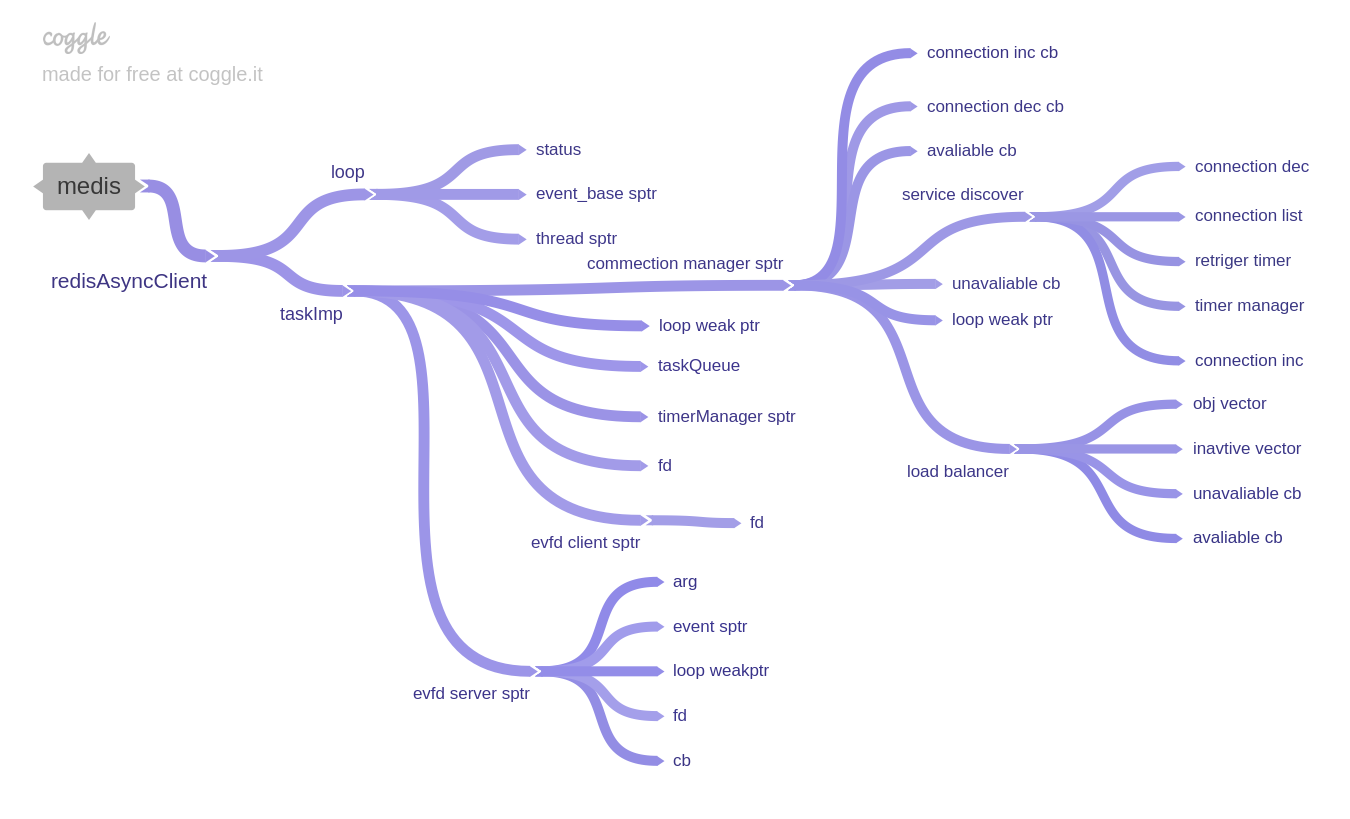 coggle
made for free at coggle.it
medis
redisAsyncClient
loop
status
event_base sptr
thread sptr
taskImp
commection manager sptr
connection inc cb
connection dec cb
avaliable cb
service discover
connection dec
connection list
retriger timer
timer manager
connection inc
unavaliable cb
loop weak ptr
load balancer
obj vector
inavtive vector
unavaliable cb
avaliable cb
loop weak ptr
taskQueue
timerManager sptr
fd
evfd client sptr
fd
evfd server sptr
arg
event sptr
loop weakptr
fd
cb